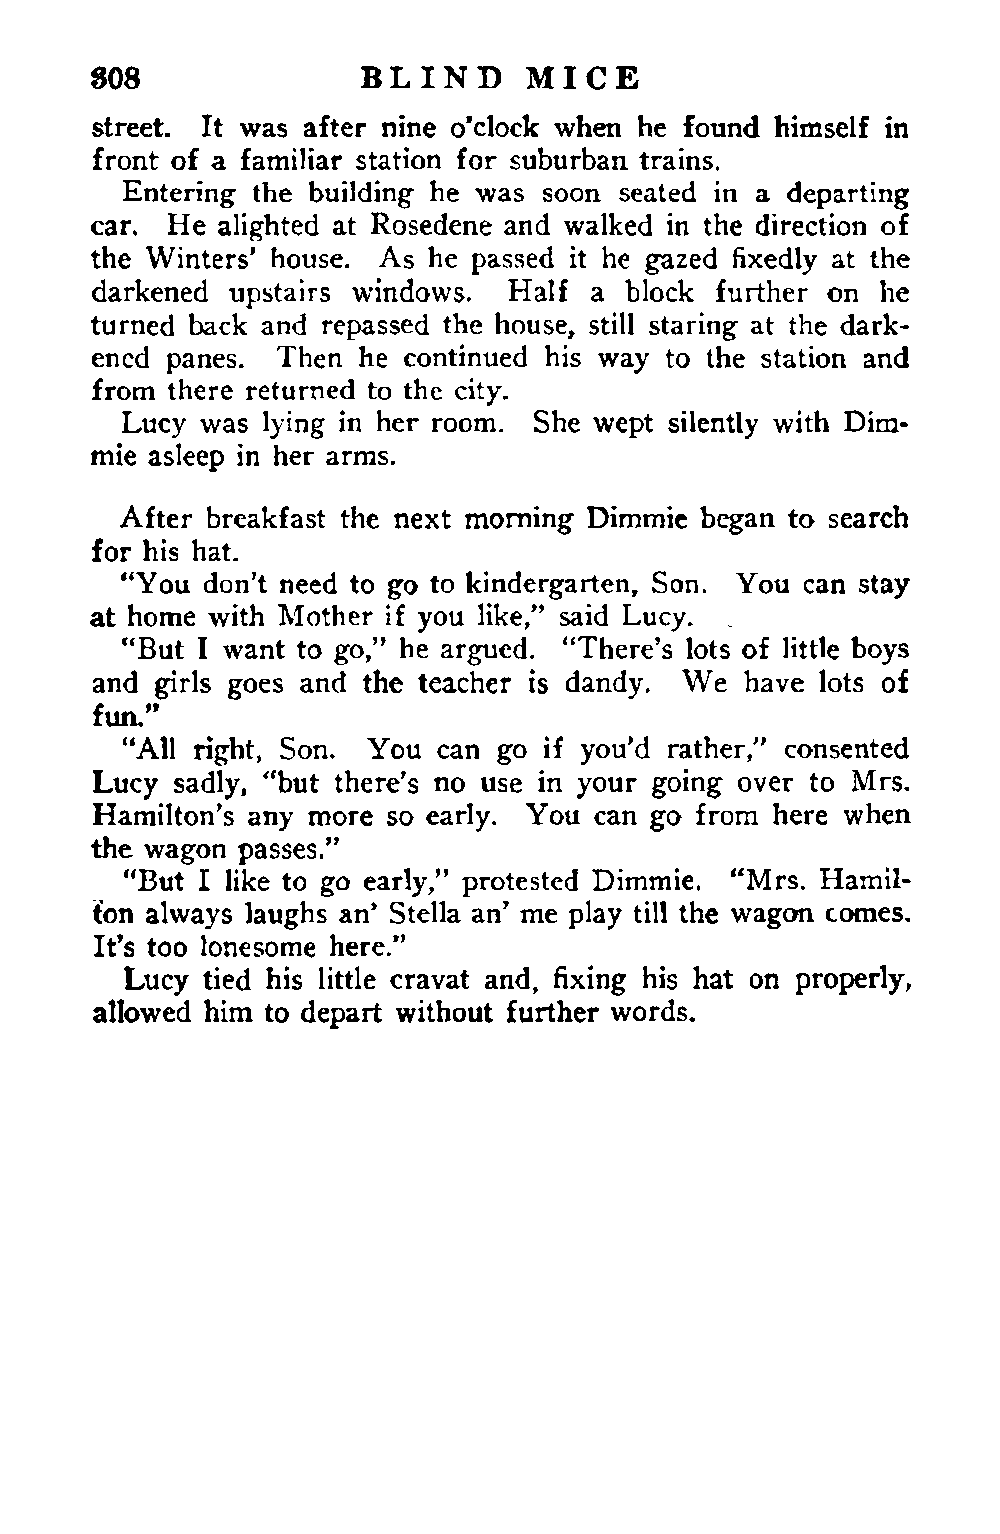 308 BLIND MICE
street. It was after nine o'clock when he found himself in
front of a familiar station for suburban trains.
Entering the building he was soon seated in a departing
car. He alighted at Rosedene and walked in the direction of
the Winters' house. As he passed it he gazed fixedly at the
darkened upstairs windows. Half a block further on he
turned back and repassed the house, still staring at the dark-
ened panes. Then he continued his way to the station and
from there returned to the city.
Lucy was lying in her room. She wept silently with Dim-
mie asleep in her arms.
After breakfast the next morning Dimmie began to search
for his hat.
"You don't need to go to kindergarten, Son. You can stay
at home with Mother if you like," said Lucy.
"But I want to go," he argued. "There's lots of little boys
and girls goes and the teacher is dandy. We have lots of
fun."
"All right, Son. You can go if you'd rather," consented
Lucy sadly, "but there's no use in your going over to Mrs.
Hamilton's any more so early. You can go from here when
the wagon passes."
"But I like to go early," protested Dimmie. "Mrs. Hamil-
ton always laughs an' Stella an' me play till the wagon comes.
It's too lonesome here."
Lucy tied his little cravat and, fixing his hat on properly,
allowed him to depart without further words.